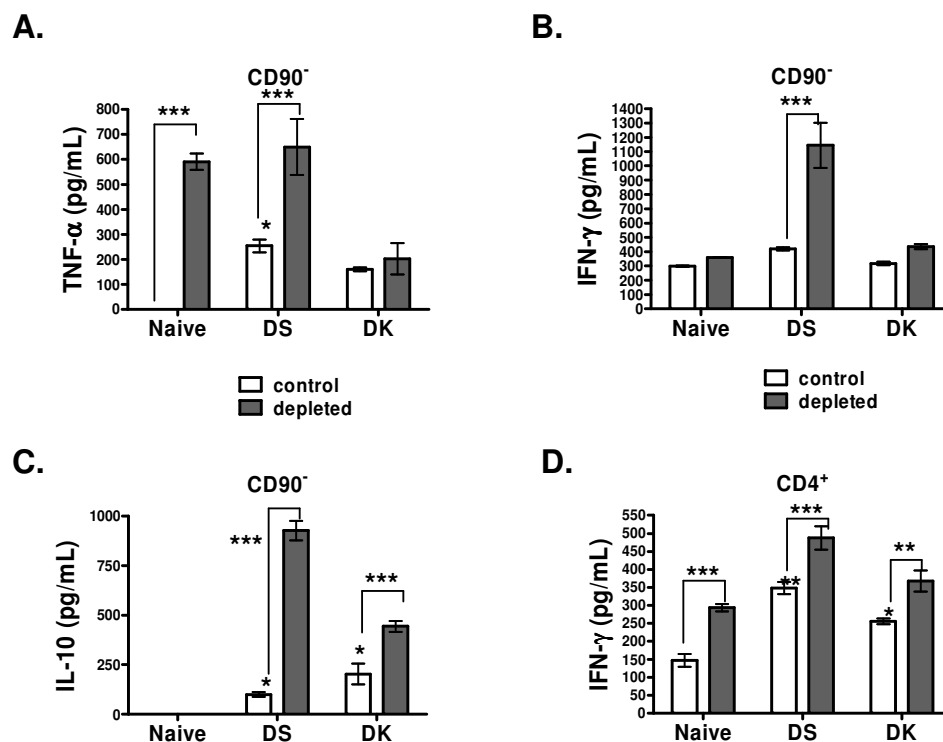 A.
CD90⁻
TNF-α (pg/mL)
800
700
600
500
400
300
200
100
0
***
***
*
Naive
DS
DK
B.
CD90⁻
IFN-γ (pg/mL)
1400
1300
1200
1100
1000
900
800
700
600
500
400
300
200
100
0
***
Naive
DS
DK
control
depleted
control
depleted
C.
CD90⁻
IL-10 (pg/mL)
1000
750
500
250
0
***
*
***
*
Naive
DS
DK
D.
CD4⁺
IFN-γ (pg/mL)
550
500
450
400
350
300
250
200
150
100
50
0
***
***
**
**
*
Naive
DS
DK